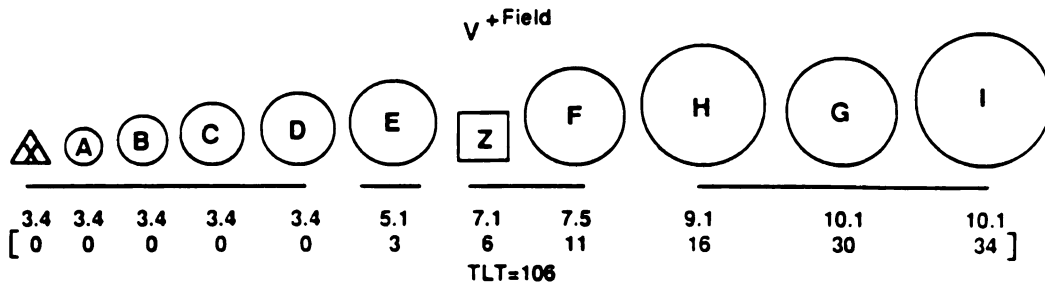 V +Field
X A B C D E Z F H G I
3.4 3.4 3.4 3.4 3.4 5.1 7.1 7.5 9.1 10.1 10.1
[ 0 0 0 0 0 3 6 11 16 30 34 ]
TLT=106